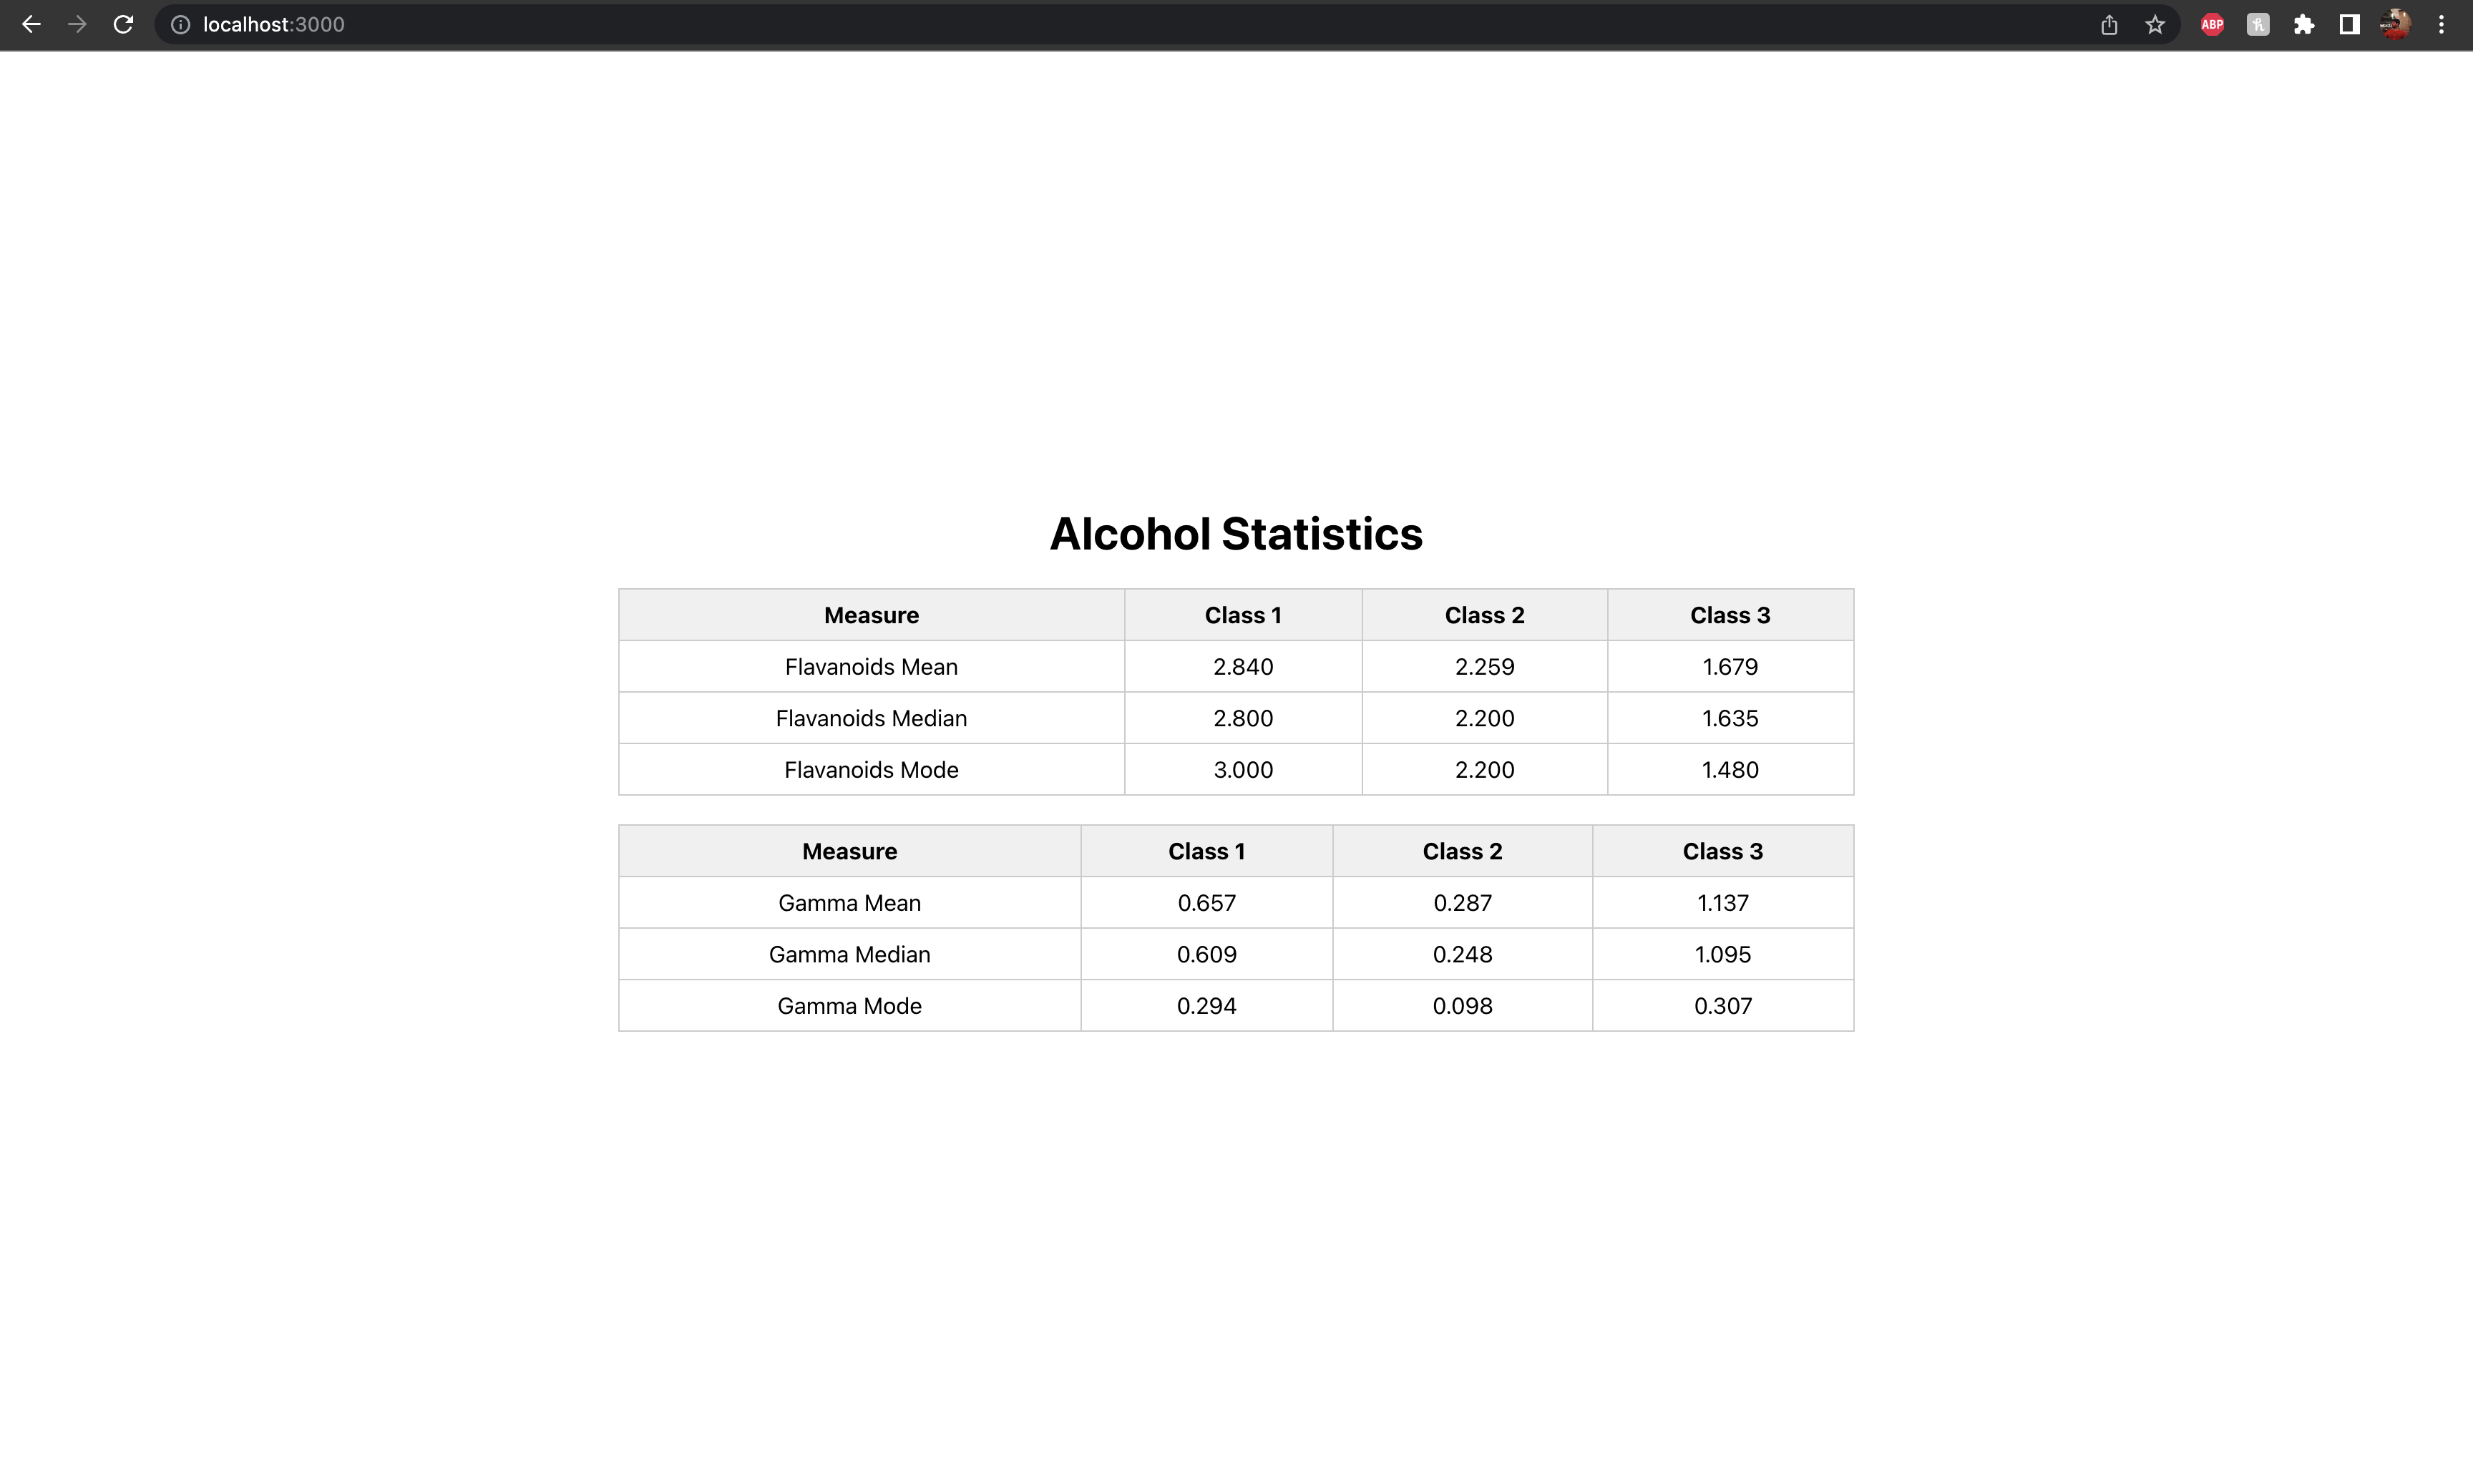 localhost:3000
ABP
Alcohol Statistics
Measure Class 1 Class 2 Class 3
Flavanoids Mean 2.840 2.259 1.679
Flavanoids Median 2.800 2.200 1.635
Flavanoids Mode 3.000 2.200 1.480
Measure Class 1 Class 2 Class 3
Gamma Mean 0.657 0.287 1.137
Gamma Median 0.609 0.248 1.095
Gamma Mode 0.294 0.098 0.307